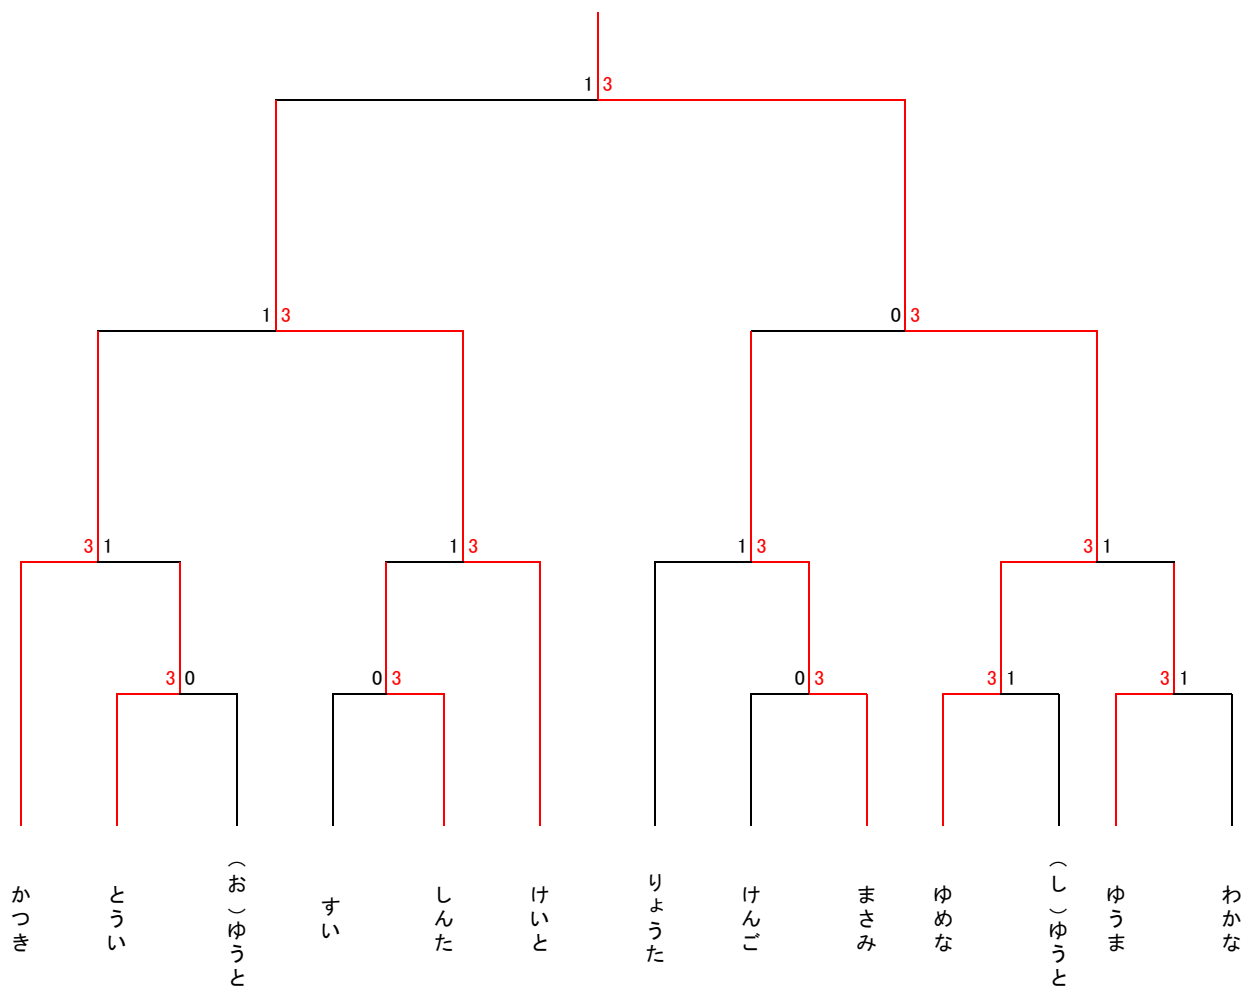 1 3
1 3
0 3
3 1
1 3
1 3
3 1
3 0
0 3
0 3
3 1
3 1
かつき
とうい
（お）ゆうと
すい
しんた
けいと
りょうた
けんご
まさみ
ゆめな
（し）ゆうと
ゆうま
わかな